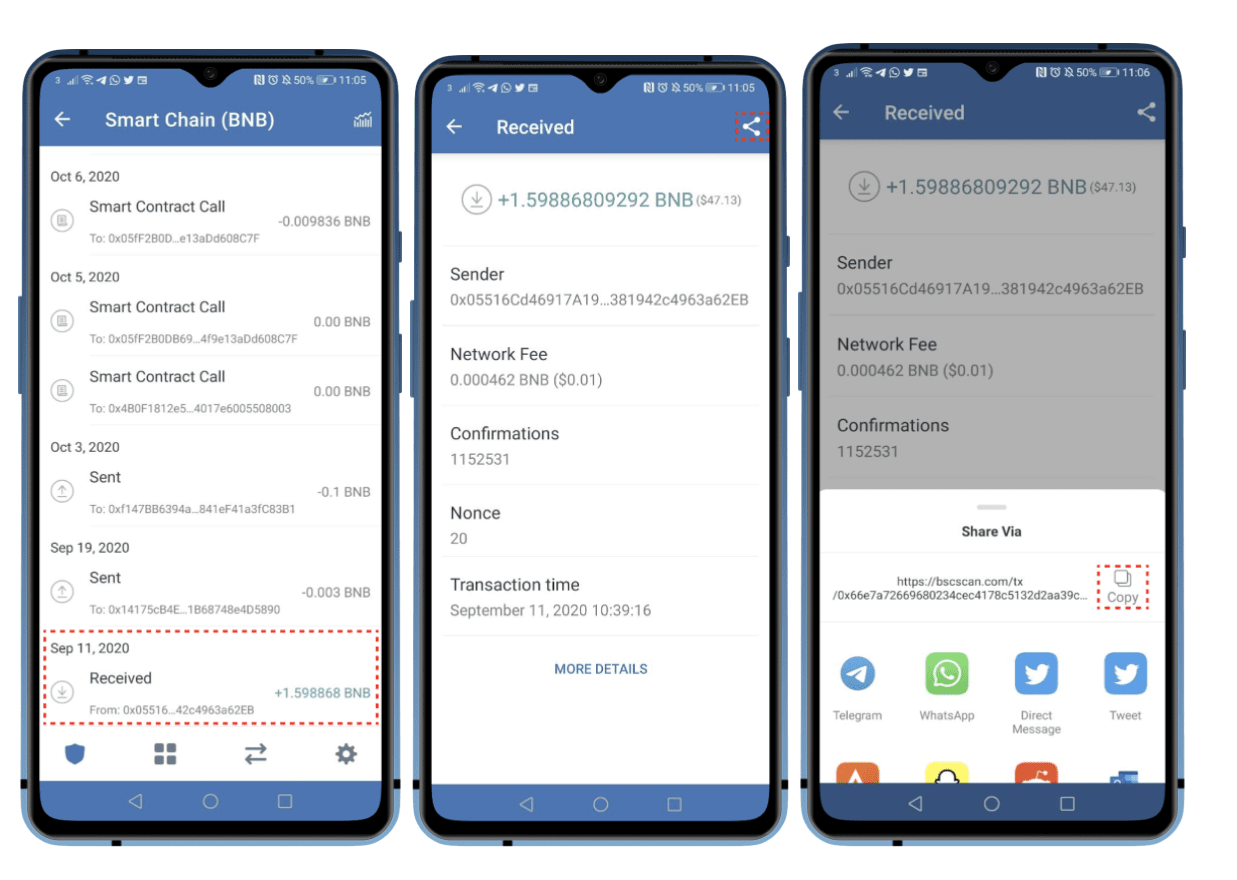 3 50% 11:05
Smart Chain (BNB)
Oct 6, 2020
Smart Contract Call
-0.009836 BNB
To: 0x05fF2B0D...e13aDd608C7F
Oct 5, 2020
Smart Contract Call
0.00 BNB
To: 0x05fF2B0DB69...4f9e13aDd608C7F
Smart Contract Call
0.00 BNB
To: 0x4B0F1812e5...4017e6005508003
Oct 3, 2020
Sent
-0.1 BNB
To: 0xf147BB6394a...841eF41a3fC83B1
Sep 19, 2020
Sent
-0.003 BNB
To: 0x14175cB4E...1B68748e4D5890
Sep 11, 2020
Received
+1.598868 BNB
From: 0x05516...42c4963a62EB
3 50% 11:05
Received
+1.59886809292 BNB ($47.13)
Sender
0x05516Cd46917A19...381942c4963a62EB
Network Fee
0.000462 BNB ($0.01)
Confirmations
1152531
Nonce
20
Transaction time
September 11, 2020 10:39:16
MORE DETAILS
3 50% 11:06
Received
+1.59886809292 BNB ($47.13)
Sender
0x05516Cd46917A19...381942c4963a62EB
Network Fee
0.000462 BNB ($0.01)
Confirmations
1152531
Share Via
https://bscscan.com/tx
/0x66e7a72669680234cec4178c5132d2aa39c...
Copy
Telegram
WhatsApp
Direct
Message
Tweet